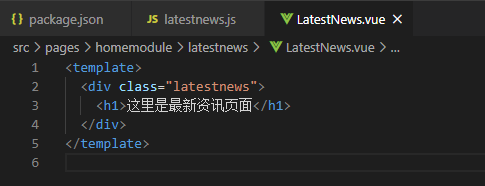 package.json JS latestnews.js LatestNews.vue ×
src > pages > homemodule > latestnews > LatestNews.vue > ...
1 <template>
2 <div class="latestnews">
3 <h1>这里是最新资讯页面</h1>
4 </div>
5 </template>
6